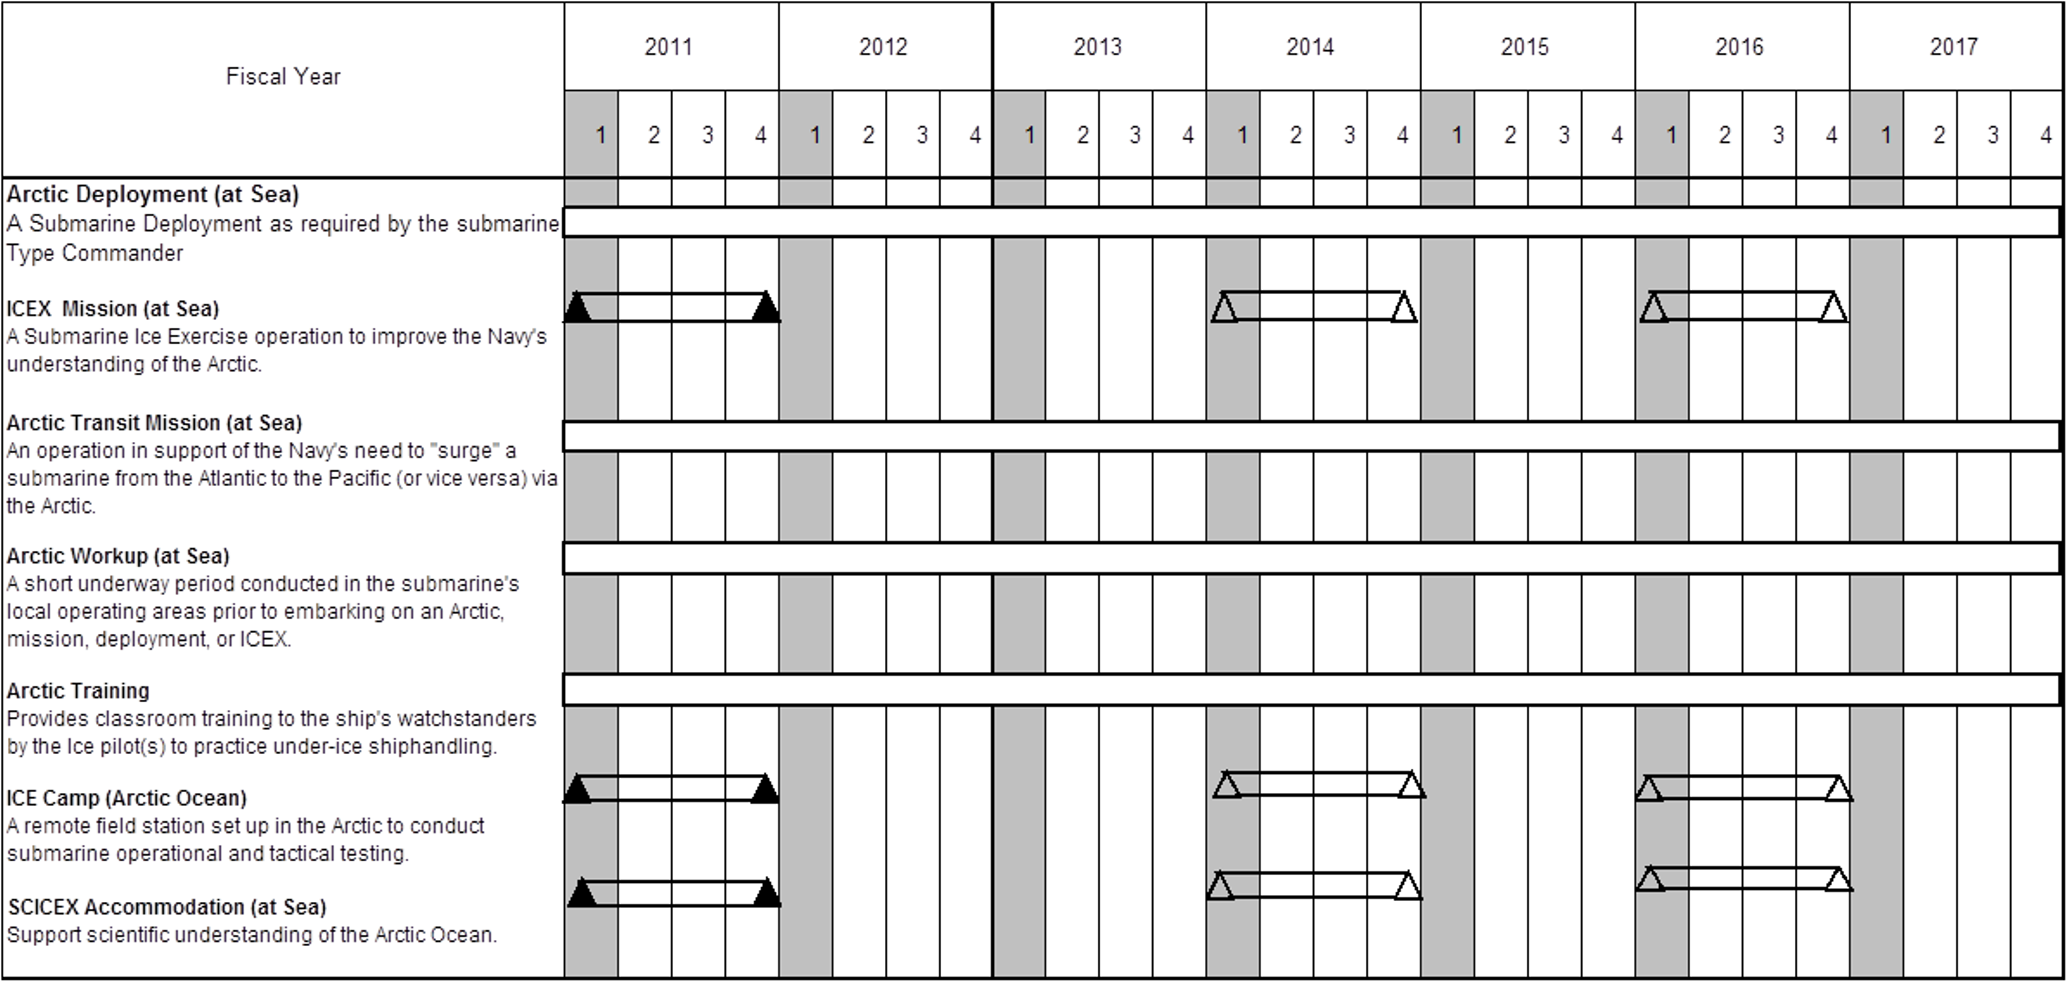 Fiscal Year
2011 2012 2013 2014 2015 2016 2017
1 2 3 4 1 2 3 4 1 2 3 4 1 2 3 4 1 2 3 4 1 2 3 4 1 2 3 4
Arctic Deployment (at Sea)
A Submarine Deployment as required by the submarine
Type Commander
ICEX Mission (at Sea)
A Submarine Ice Exercise operation to improve the Navy's
understanding of the Arctic.
Arctic Transit Mission (at Sea)
An operation in support of the Navy's need to "surge" a
submarine from the Atlantic to the Pacific (or vice versa) via
the Arctic.
Arctic Workup (at Sea)
A short underway period conducted in the submarine's
local operating areas prior to embarking on an Arctic,
mission, deployment, or ICEX.
Arctic Training
Provides classroom training to the ship's watchstanders
by the Ice pilot(s) to practice under-ice shiphandling.
ICE Camp (Arctic Ocean)
A remote field station set up in the Arctic to conduct
submarine operational and tactical testing.
SCICEX Accommodation (at Sea)
Support scientific understanding of the Arctic Ocean.